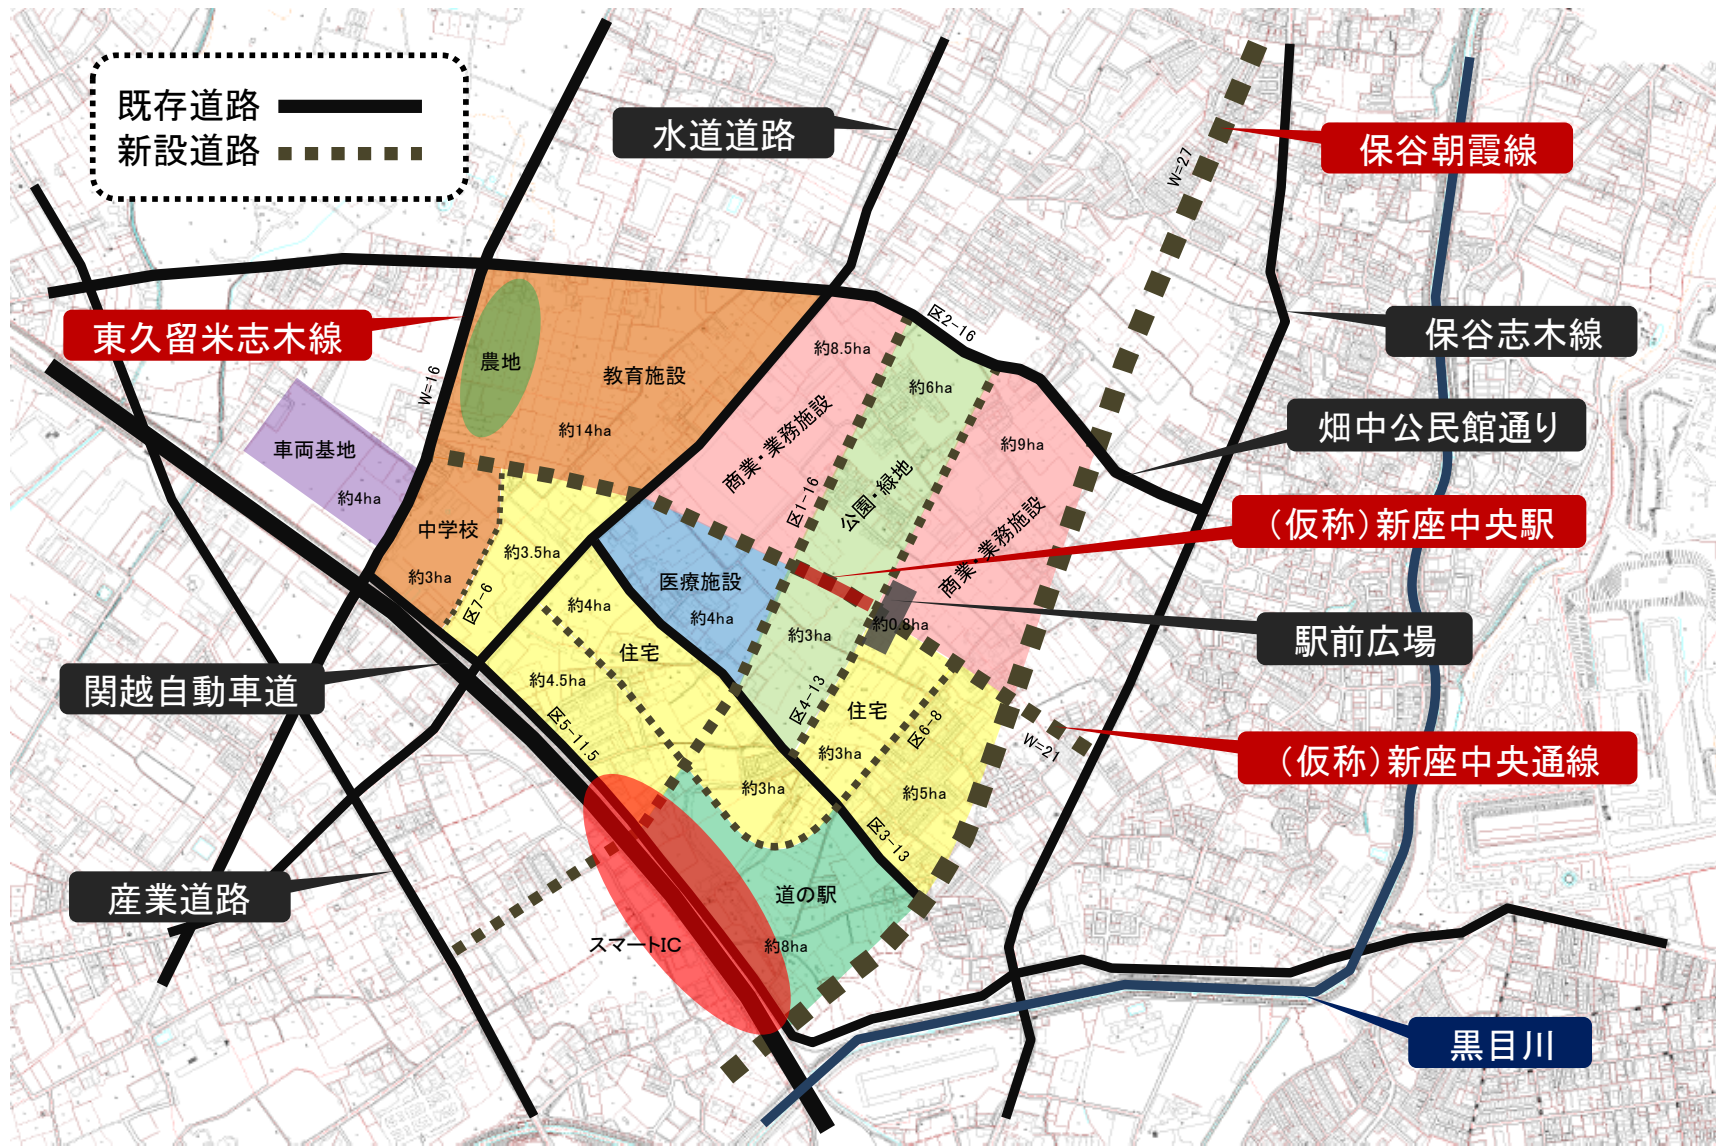 既存道路
新設道路
水道道路
保谷朝霞線
W=27
東久留米志木線
W=16
農地
教育施設
約14ha
区2-16
約8.5ha
約6ha
約9ha
商業・業務施設
公園・緑地
商業・業務施設
区1-16
保谷志木線
畑中公民館通り
(仮称)新座中央駅
駅前広場
(仮称)新座中央通線
W=21
車両基地
約4ha
中学校
約3ha
約3.5ha
区7-6
医療施設
約4ha
約4ha
住宅
約4.5ha
区5-11.5
約3ha
約0.8ha
区4-13
住宅
約3ha
区6-8
約3ha
約5ha
区3-13
関越自動車道
産業道路
道の駅
スマートIC
約8ha
黒目川